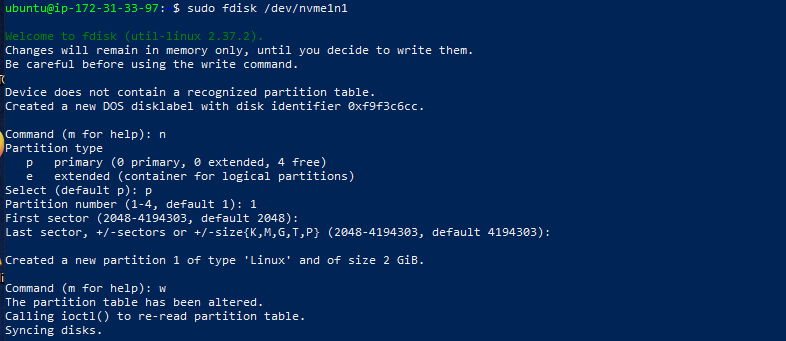 ubuntu@ip-172-31-33-97: $ sudo fdisk /dev/nvme1n1
Welcome to fdisk (util-linux 2.37.2).
Changes will remain in memory only, until you decide to write them.
Be careful before using the write command.
Device does not contain a recognized partition table.
Created a new DOS disklabel with disk identifier 0xf9f3c6cc.
Command (m for help): n
Partition type
   p   primary (0 primary, 0 extended, 4 free)
   e   extended (container for logical partitions)
Select (default p): p
Partition number (1-4, default 1): 1
First sector (2048-4194303, default 2048):
Last sector, +/-sectors or +/-size{K,M,G,T,P} (2048-4194303, default 4194303):
Created a new partition 1 of type 'Linux' and of size 2 GiB.
Command (m for help): w
The partition table has been altered.
Calling ioctl() to re-read partition table.
Syncing disks.